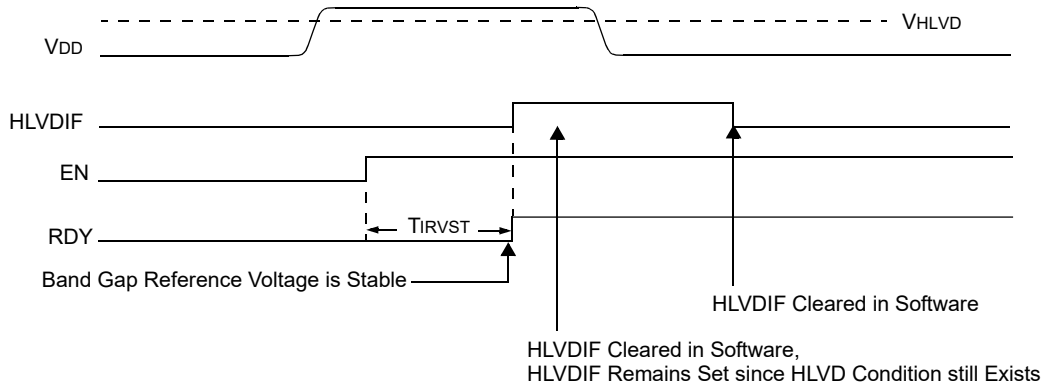 VHLVD
VDD
HLVDIF
EN
TIRVST
RDY
Band Gap Reference Voltage is Stable
HLVDIF Cleared in Software
HLVDIF Cleared in Software,
HLVDIF Remains Set since HLVD Condition still Exists